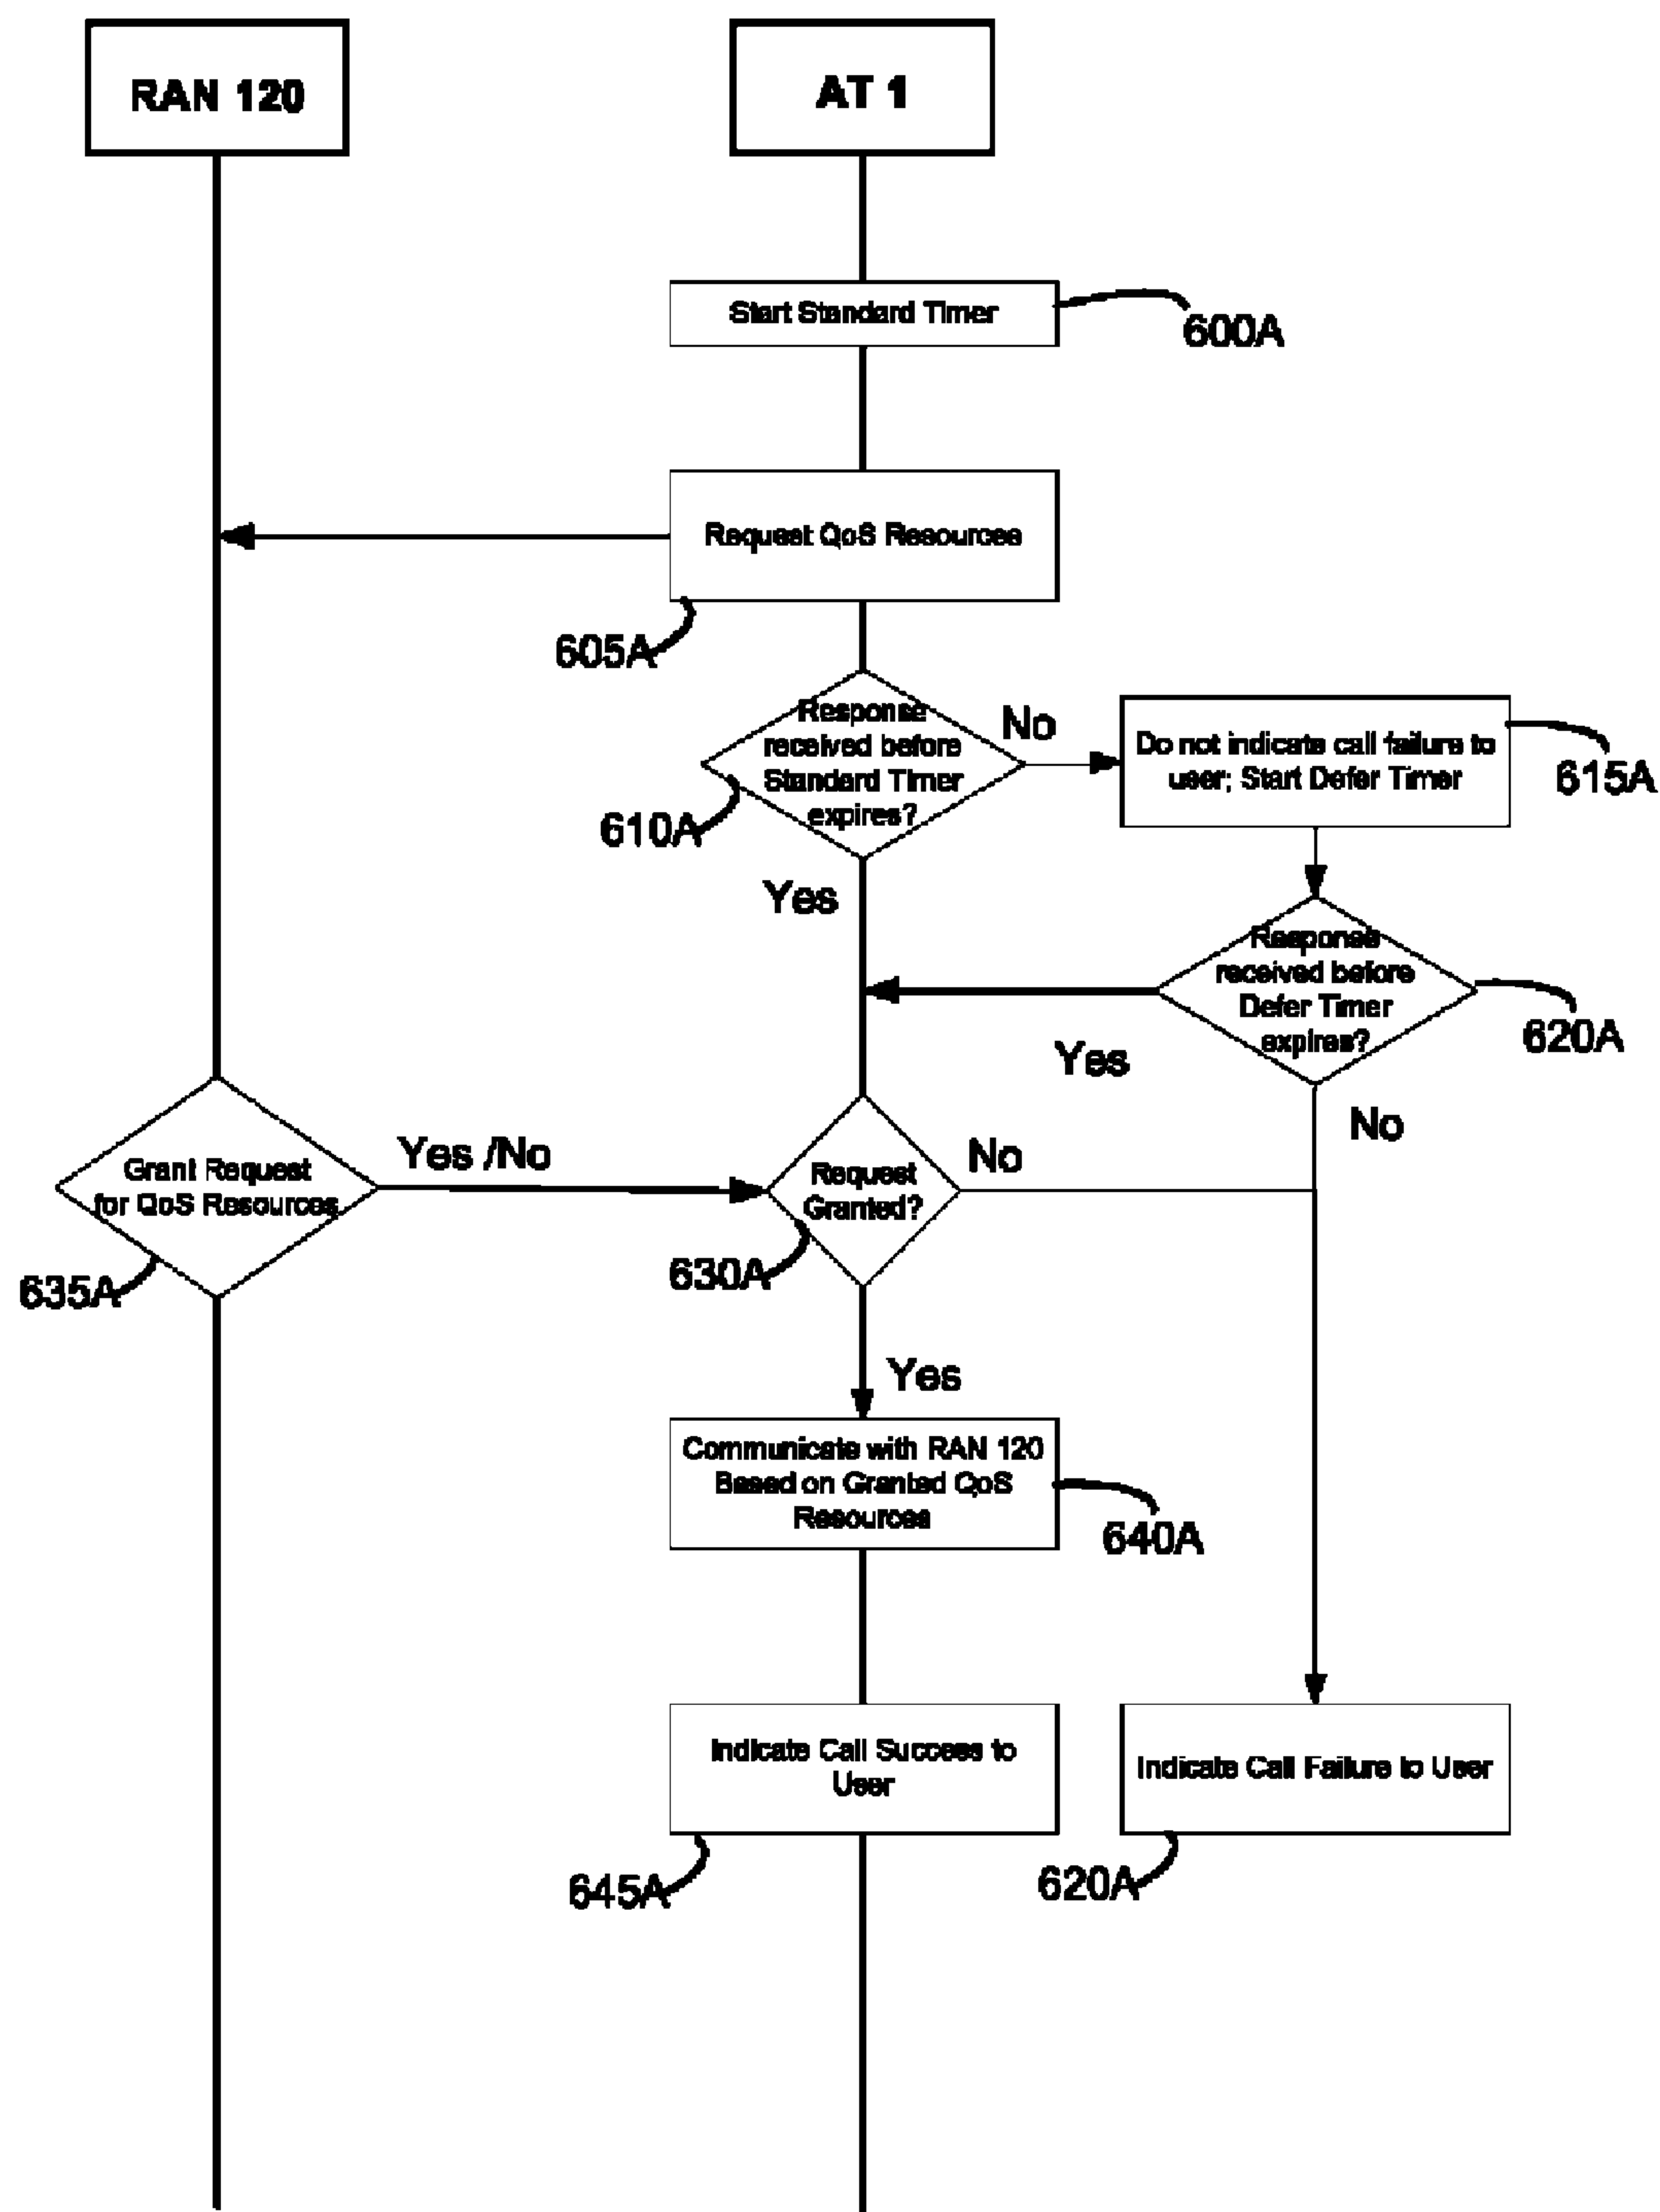 RAN 120
AT 1
Start Standard Timer
600A
Request QoS Resources
605A
Response
received before
Standard Timer
expires?
610A
No
Do not indicate call failure to
user; Start Defer Timer
615A
Yes
Response
received before
Defer Timer
expires?
620A
Yes
No
Grant Request
for QoS Resources
635A
Yes /No
Request
Granted?
630A
No
Yes
Communicate with RAN 120
Based on Granted QoS
Resources
640A
Indicate Call Success to
User
645A
Indicate Call Failure to User
620A